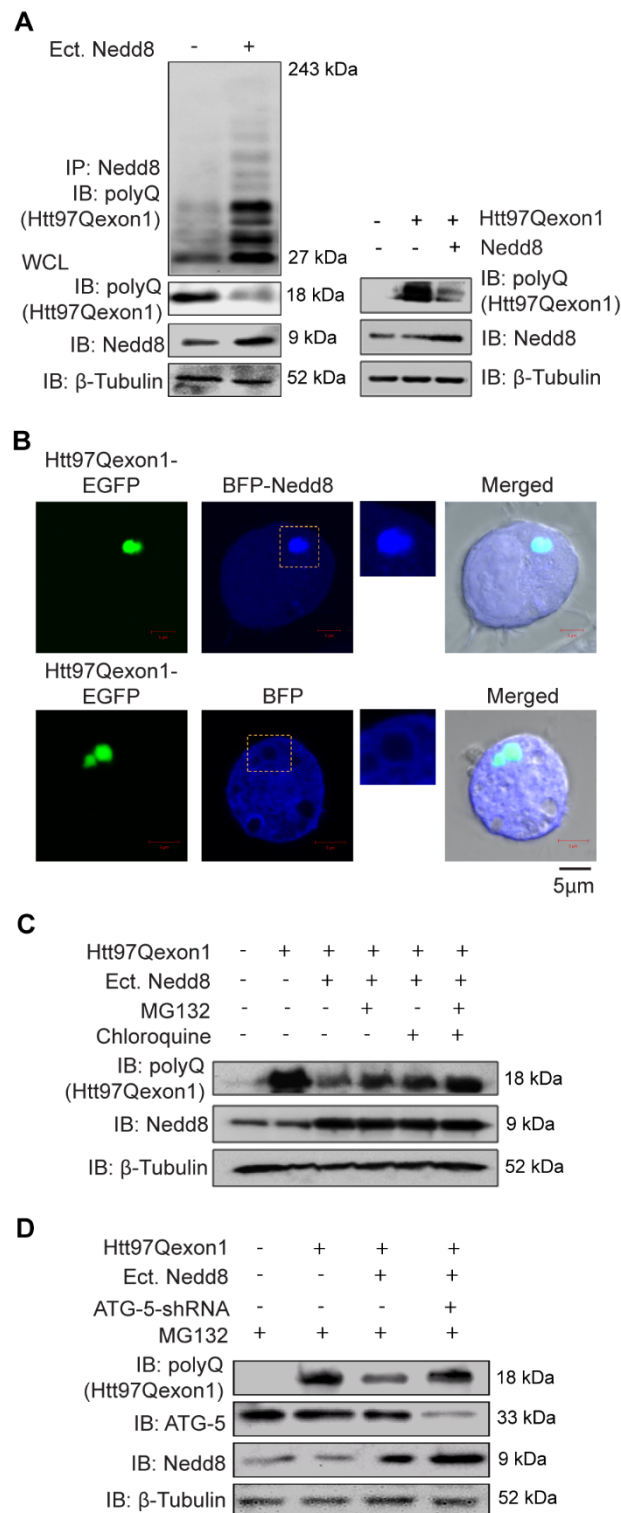 A
Ect. Nedd8 - +
243 kDa
IP: Nedd8
IB: polyQ
(Htt97Qexon1)
WCL
27 kDa
IB: polyQ
(Htt97Qexon1)
18 kDa
IB: Nedd8
9 kDa
IB: β-Tubulin
52 kDa
- + + Htt97Qexon1
- - + Nedd8
IB: polyQ
(Htt97Qexon1)
IB: Nedd8
IB: β-Tubulin
B
Htt97Qexon1-
EGFP
BFP-Nedd8
Merged
Htt97Qexon1-
EGFP
BFP
Merged
5μm
C
Htt97Qexon1 - + + + + +
Ect. Nedd8 - - + + + +
MG132 - - - + - +
Chloroquine - - - - + +
IB: polyQ
(Htt97Qexon1)
18 kDa
IB: Nedd8
9 kDa
IB: β-Tubulin
52 kDa
D
Htt97Qexon1 - + + +
Ect. Nedd8 - - + +
ATG-5-shRNA - - - +
MG132 + + + +
IB: polyQ
(Htt97Qexon1)
18 kDa
IB: ATG-5
33 kDa
IB: Nedd8
9 kDa
IB: β-Tubulin
52 kDa